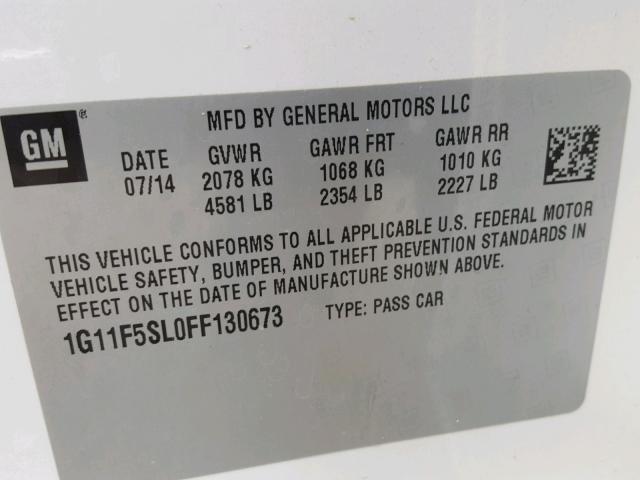 GM®
MFD BY GENERAL MOTORS LLC
DATE GVWR GAWR FRT GAWR RR
07/14 2078 KG 1068 KG 1010 KG
4581 LB 2354 LB 2227 LB
THIS VEHICLE CONFORMS TO ALL APPLICABLE U.S. FEDERAL MOTOR
VEHICLE SAFETY, BUMPER, AND THEFT PREVENTION STANDARDS IN
EFFECT ON THE DATE OF MANUFACTURE SHOWN ABOVE.
1G11F5SL0FF130673 TYPE: PASS CAR